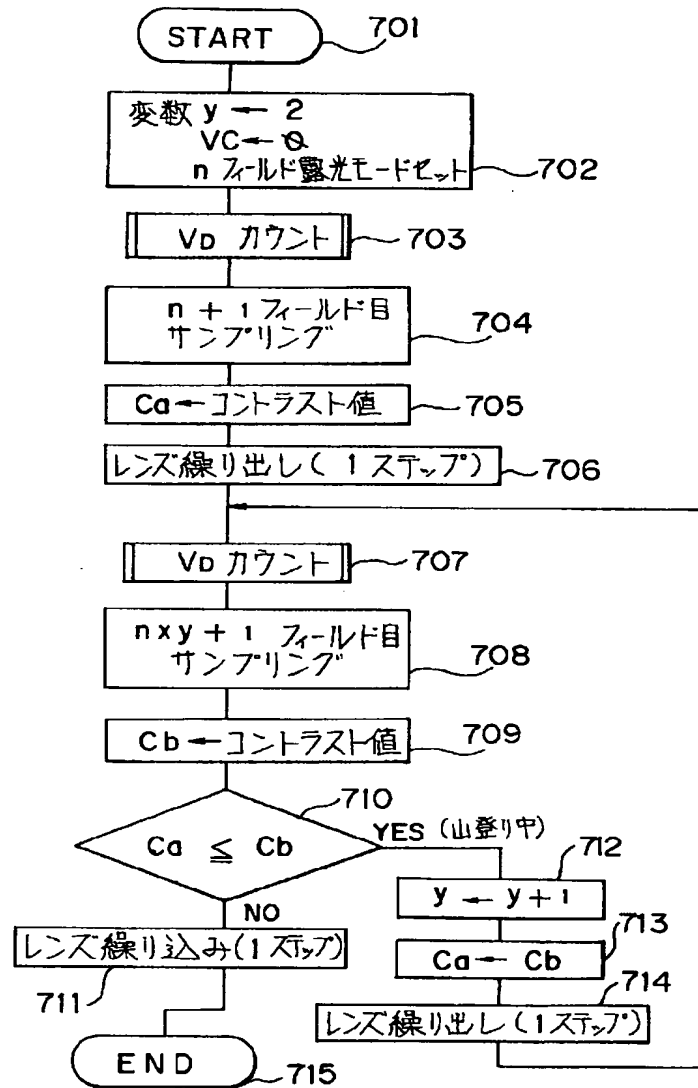 START
701
変数 y ← 2
VC ← 0
n フィールド露光モードセット
702
VD カウント
703
n + 1 フィールド目
サンプリング
704
Ca ← コントラスト値
705
レンズ繰り出し( 1 ステップ)
706
VD カウント
707
n x y + 1 フィールド目
サンプリング
708
Cb ← コントラスト値
709
710
Ca ≦ Cb
YES (山登り中)
712
y ← y + 1
713
Ca ← Cb
714
レンズ繰り出し(1ステップ)
NO
レンズ繰り込み(1ステップ)
711
END
715